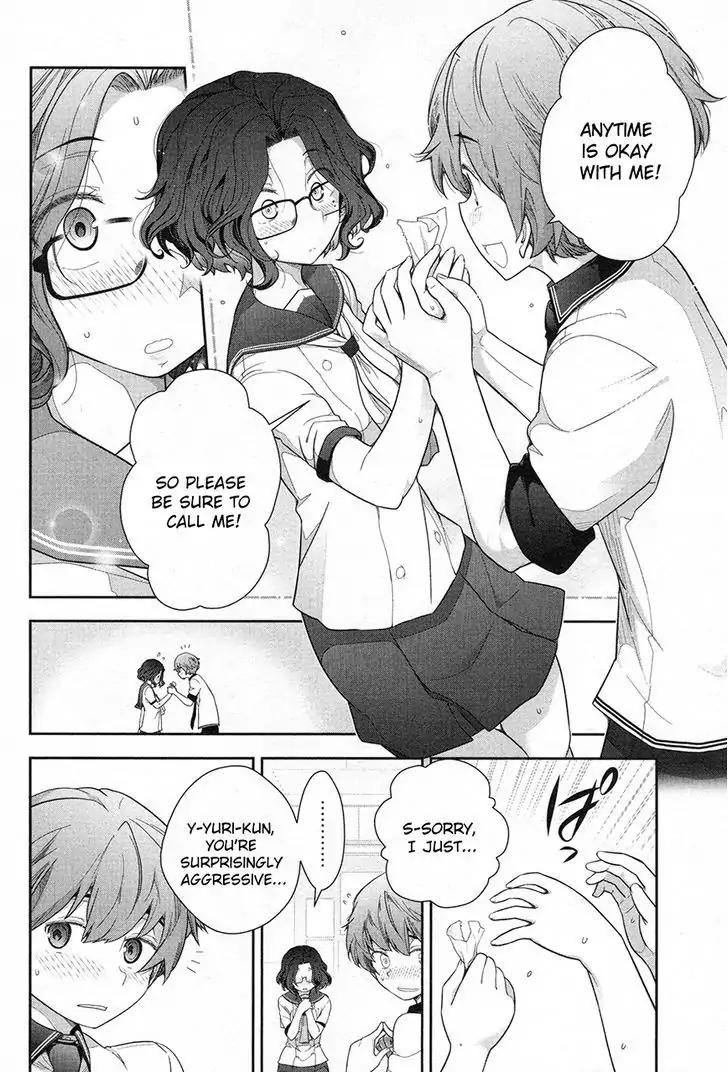 ANYTIME
IS OKAY
WITH ME!
SO PLEASE
BE SURE TO
CALL ME!
ぱっ
S-SORRY,
I JUST...
.........
Y-YURI-KUN,
YOU'RE
SURPRISINGLY
AGGRESSIVE...